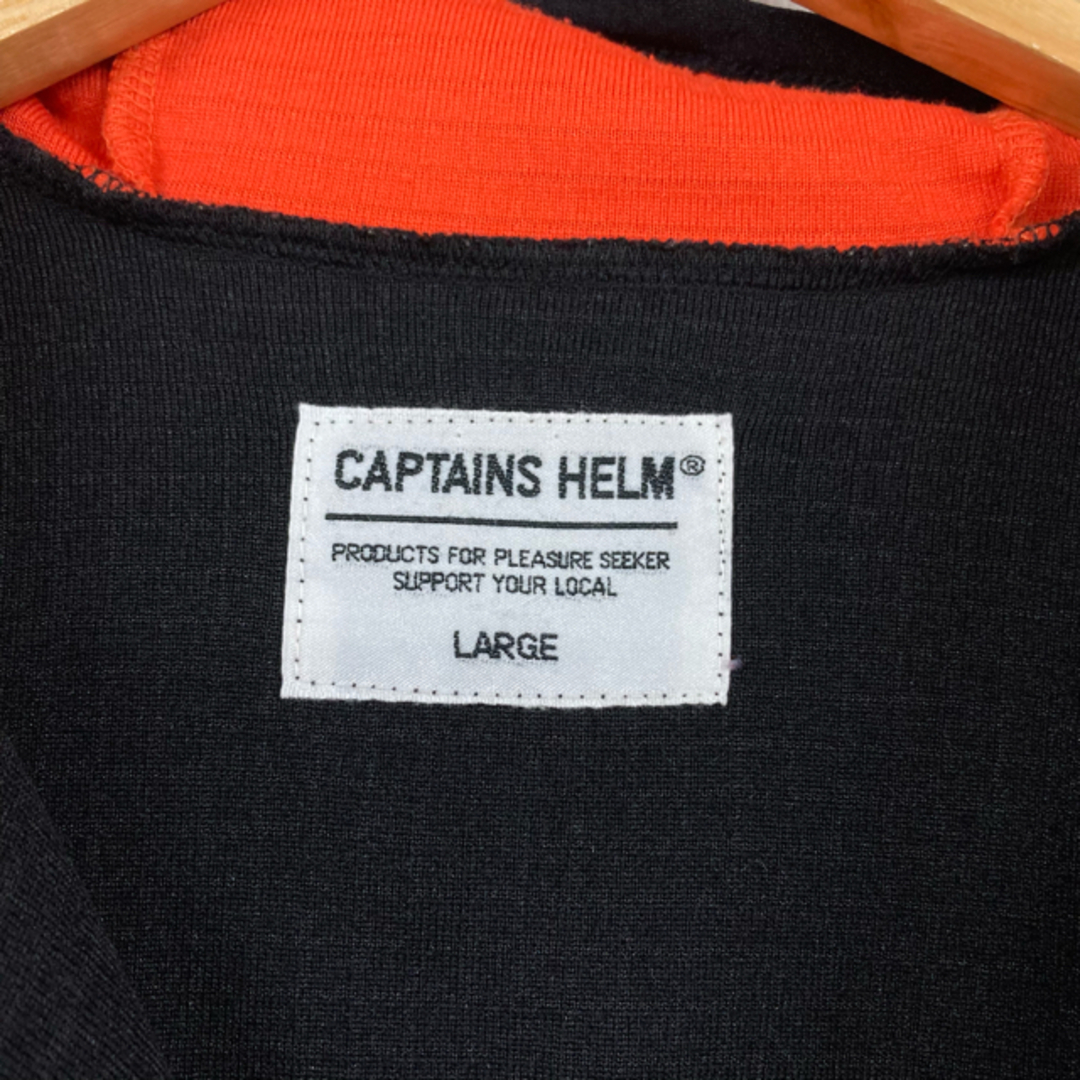 CAPTAINS HELM®
PRODUCTS FOR PLEASURE SEEKER
SUPPORT YOUR LOCAL
LARGE